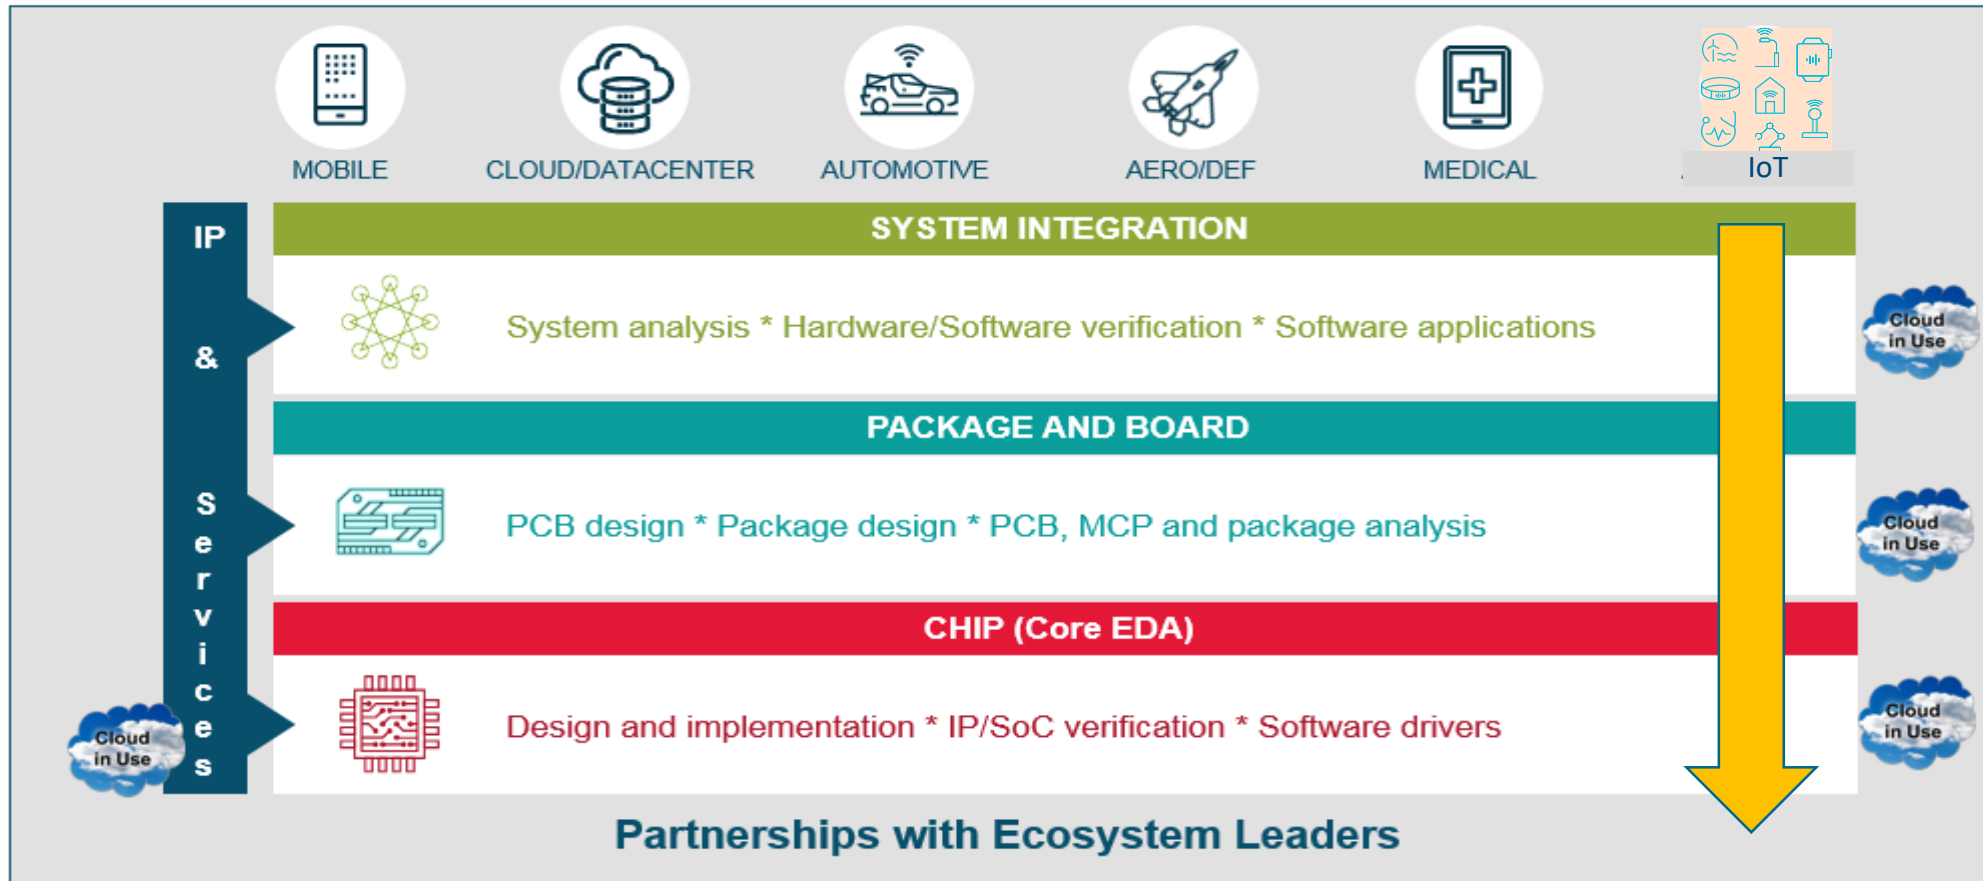 MOBILE
CLOUD/DATACENTER
AUTOMOTIVE
AERO/DEF
MEDICAL
IoT
IP
&
Services
SYSTEM INTEGRATION
System analysis * Hardware/Software verification * Software applications
Cloud
in Use
PACKAGE AND BOARD
PCB design * Package design * PCB, MCP and package analysis
Cloud
in Use
CHIP (Core EDA)
Design and implementation * IP/SoC verification * Software drivers
Cloud
in Use
Cloud
in Use
Partnerships with Ecosystem Leaders